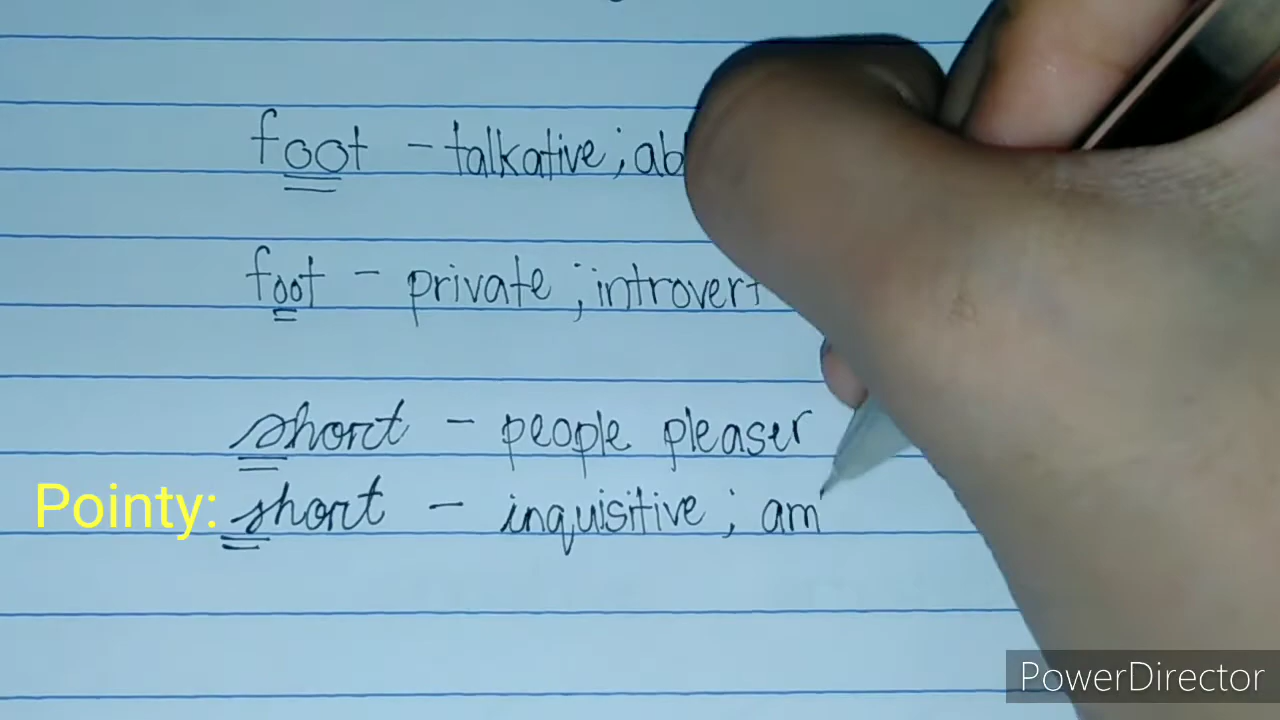 foot - talkative; ab
foot - private; introvert
short - people pleaser
Pointy: short - inquisitive; am
PowerDirector